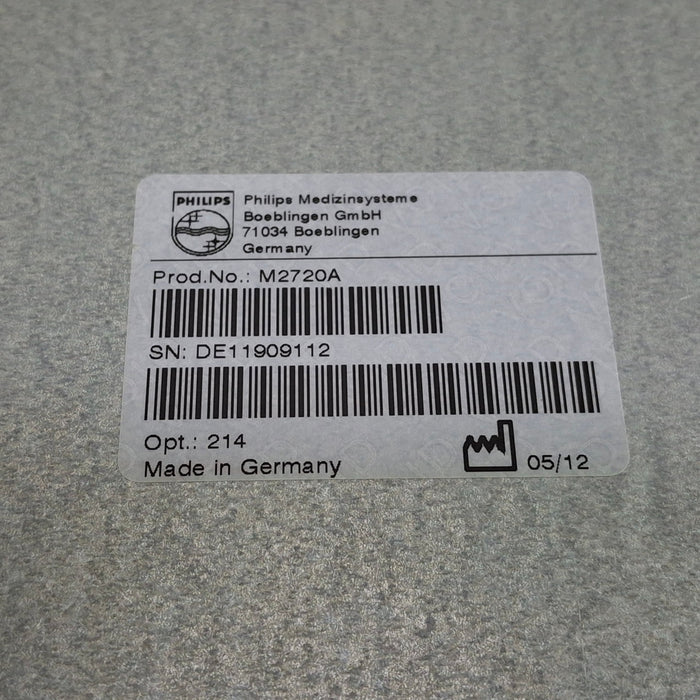 PHILIPS
Philips Medizinsysteme
Boeblingen GmbH
71034 Boeblingen
Germany
Prod.No.: M2720A
SN: DE11909112
Opt.: 214
Made in Germany
05/12